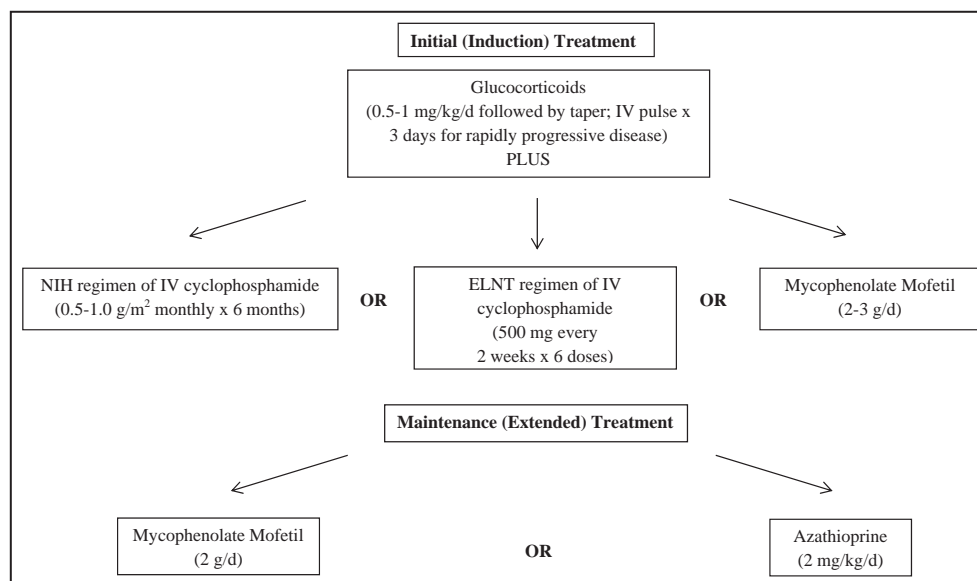 Initial (Induction) Treatment
Glucocorticoids
(0.5-1 mg/kg/d followed by taper; IV pulse x
3 days for rapidly progressive disease)
PLUS
NIH regimen of IV cyclophosphamide
(0.5-1.0 g/m² monthly x 6 months)
OR
ELNT regimen of IV
cyclophosphamide
(500 mg every
2 weeks x 6 doses)
OR
Mycophenolate Mofetil
(2-3 g/d)
Maintenance (Extended) Treatment
Mycophenolate Mofetil
(2 g/d)
OR
Azathioprine
(2 mg/kg/d)